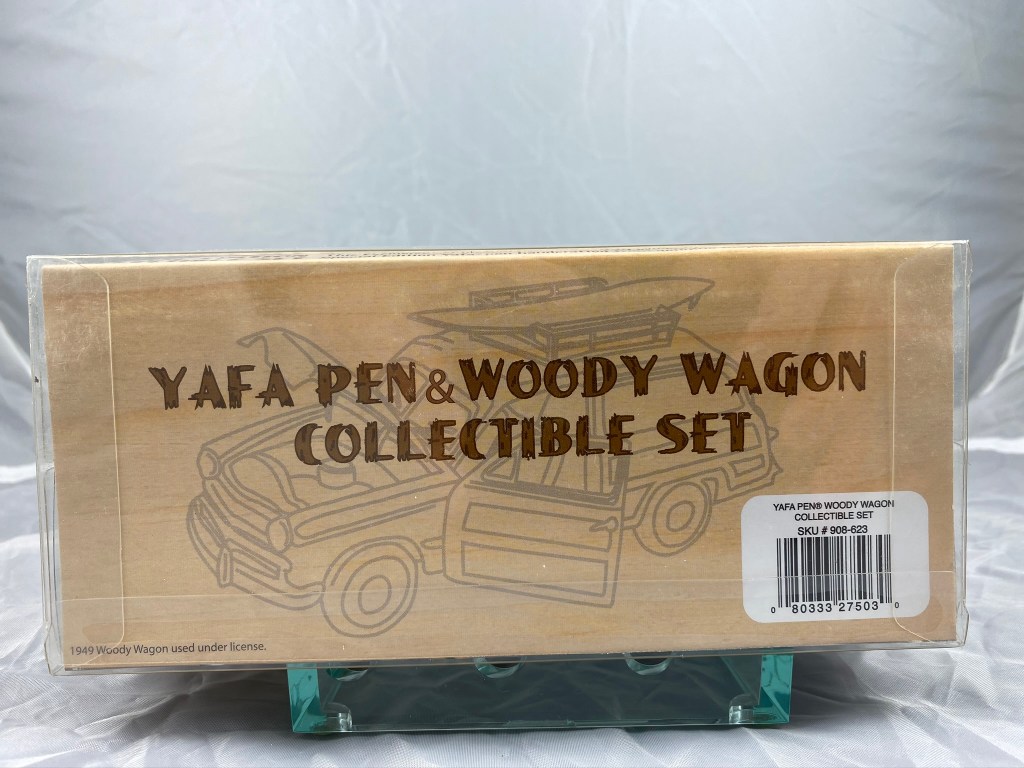 YAFA PEN & WOODY WAGON
COLLECTIBLE SET
YAFA PEN® WOODY WAGON
COLLECTIBLE SET
SKU # 908-623
0 80333 27503 0
1949 Woody Wagon used under license.